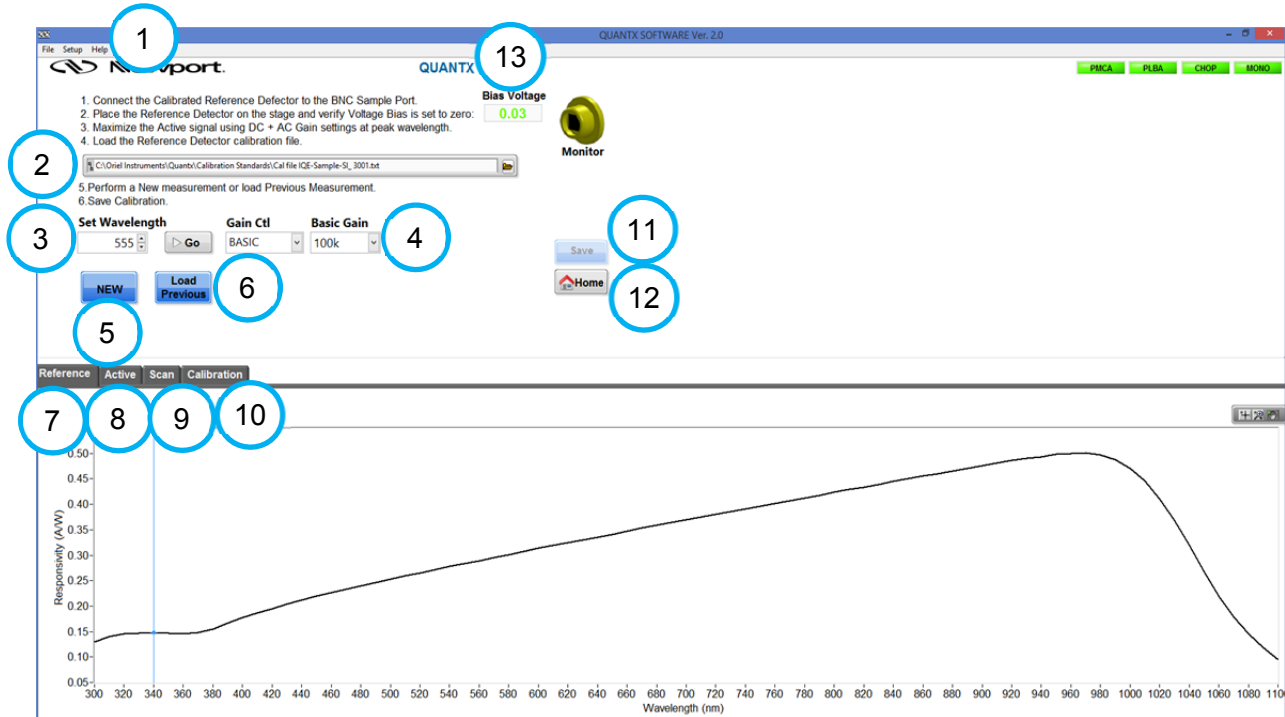 QUANTX SOFTWARE Ver. 2.0
File Setup Help
1
port.
QUANTX
13
PMCA PLBA CHOP MONO
1. Connect the Calibrated Reference Defector to the BNC Sample Port.
2. Place the Reference Detector on the stage and verify Voltage Bias is set to zero:
3. Maximize the Active signal using DC + AC Gain settings at peak wavelength.
4. Load the Reference Detector calibration file.
Bias Voltage
0.03
Monitor
2
C:\Oriel Instruments\Quantx\Calibration Standards\Cal file IQE-Sample-SI_ 3001.txt
5.Perform a New measurement or load Previous Measurement.
6.Save Calibration.
Set Wavelength Gain Ctl Basic Gain
3
555 Go BASIC 100k
4
11
Save
NEW
Load
Previous
6
Home
12
5
Reference Active Scan Calibration
7 8 9 10
0.50
0.45
0.40
0.35
0.30
0.25
0.20
0.15
0.10
0.05
Responsivity (A/W)
300 320 340 360 380 400 420 440 460 480 500 520 540 560 580 600 620 640 660 680 700 720 740 760 780 800 820 840 860 880 900 920 940 960 980 1000 1020 1040 1060 1080
Wavelength (nm)